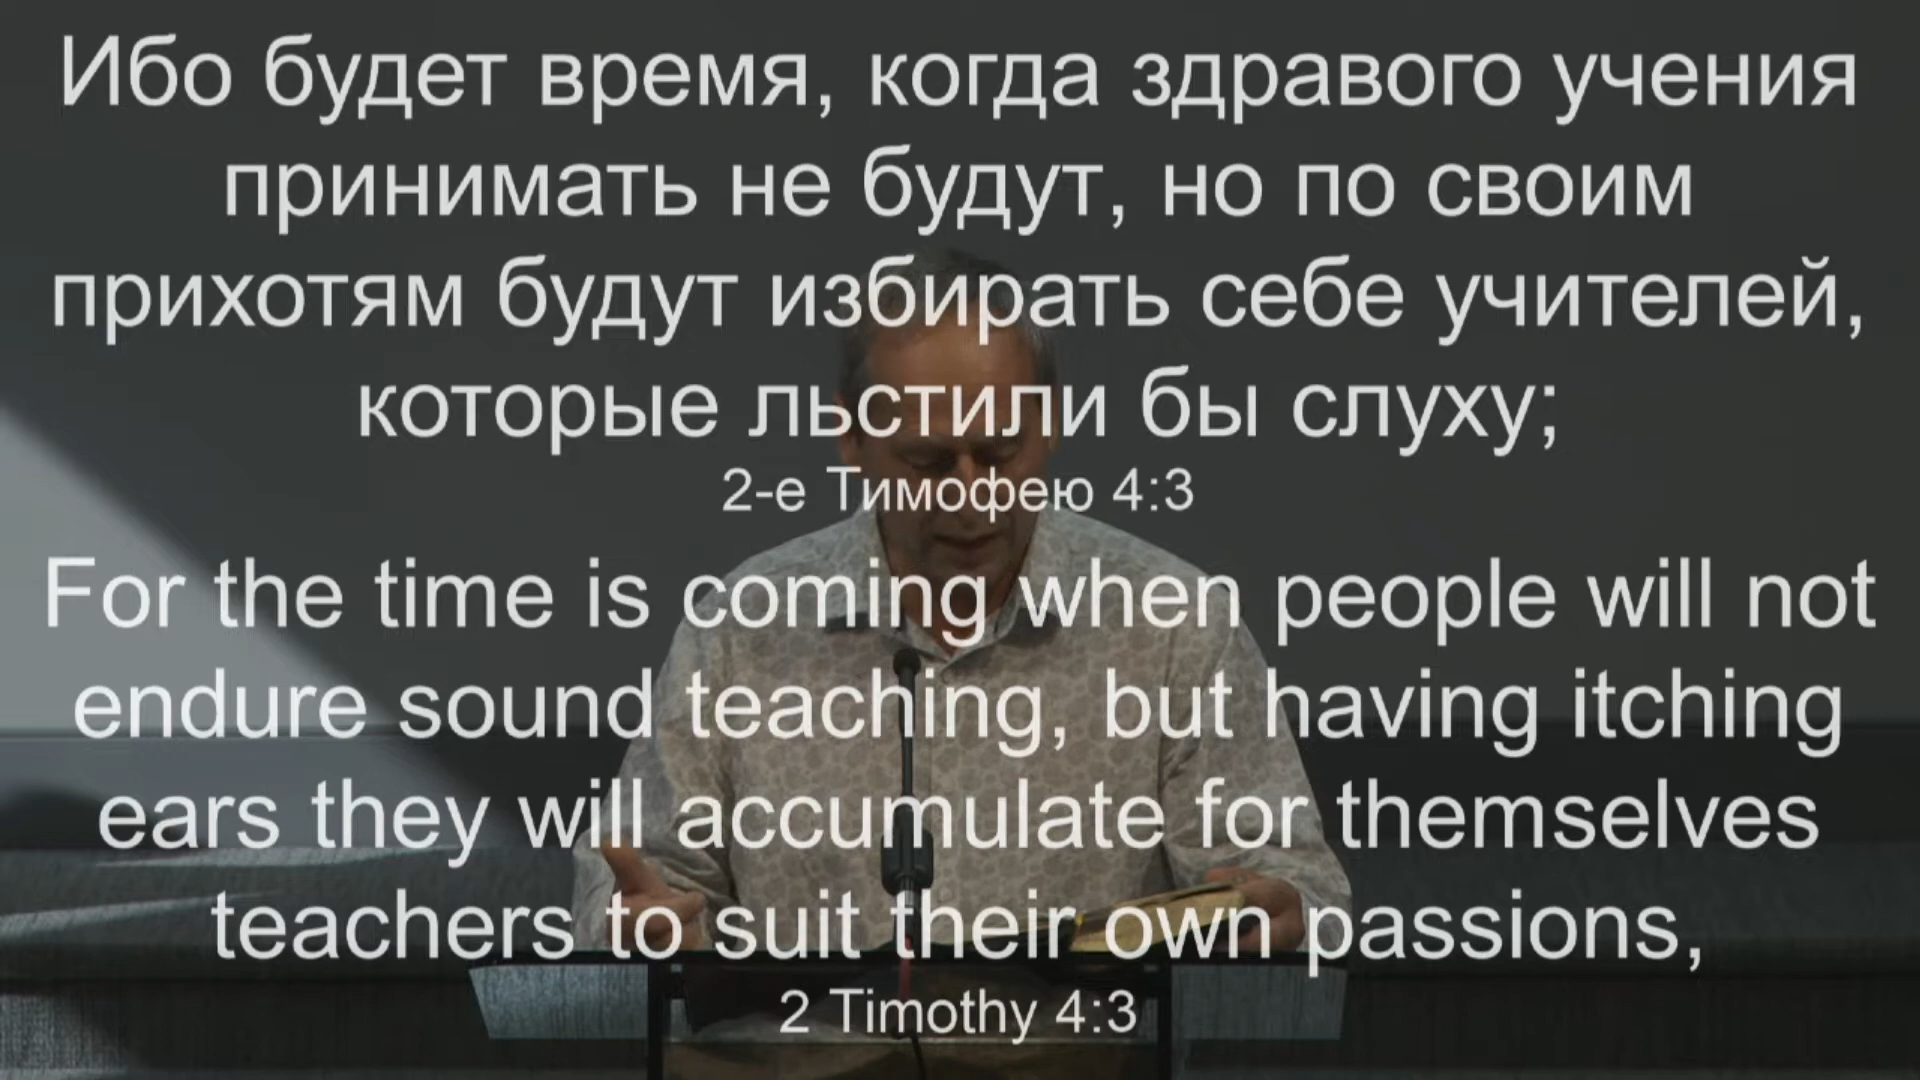 Ибо будет время, когда здравого учения
принимать не будут, но по своим
прихотям будут избирать себе учителей,
которые льстили бы слуху;
2-е Тимофею 4:3
For the time is coming when people will not
endure sound teaching, but having itching
ears they will accumulate for themselves
teachers to suit their own passions,
2 Timothy 4:3